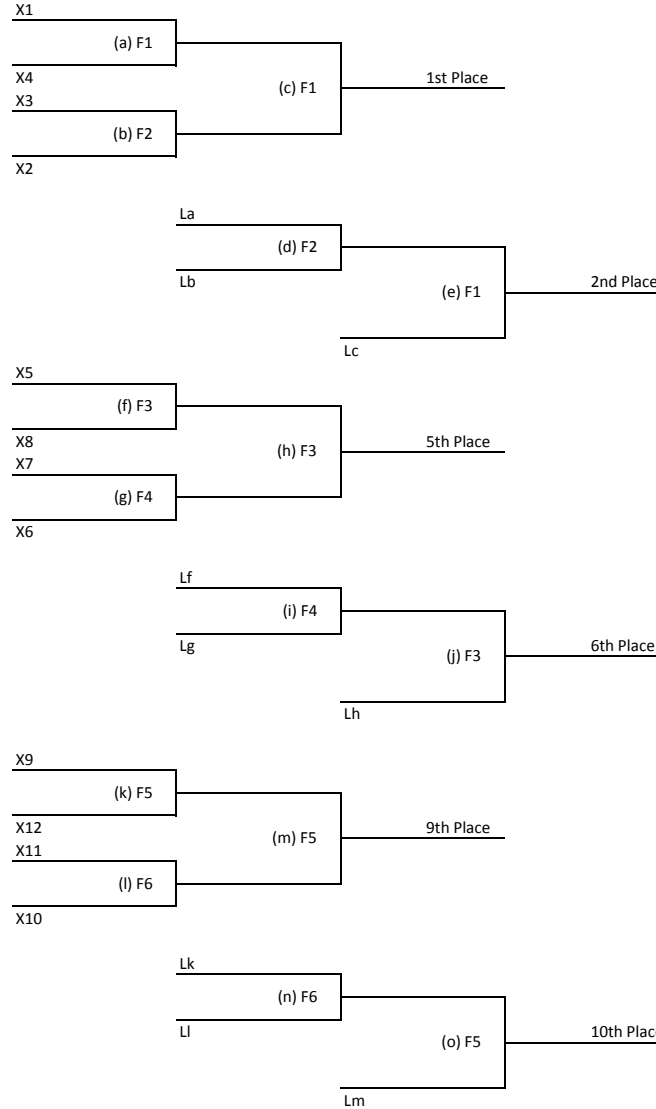 X1
(a) F1
X4
X3
(c) F1
1st Place
(b) F2
X2
La
(d) F2
Lb
(e) F1
2nd Place
Lc
X5
(f) F3
X8
X7
(h) F3
5th Place
(g) F4
X6
Lf
(i) F4
Lg
(j) F3
6th Place
Lh
X9
(k) F5
X12
X11
(m) F5
9th Place
(l) F6
X10
Lk
(n) F6
Ll
(o) F5
10th Place
Lm